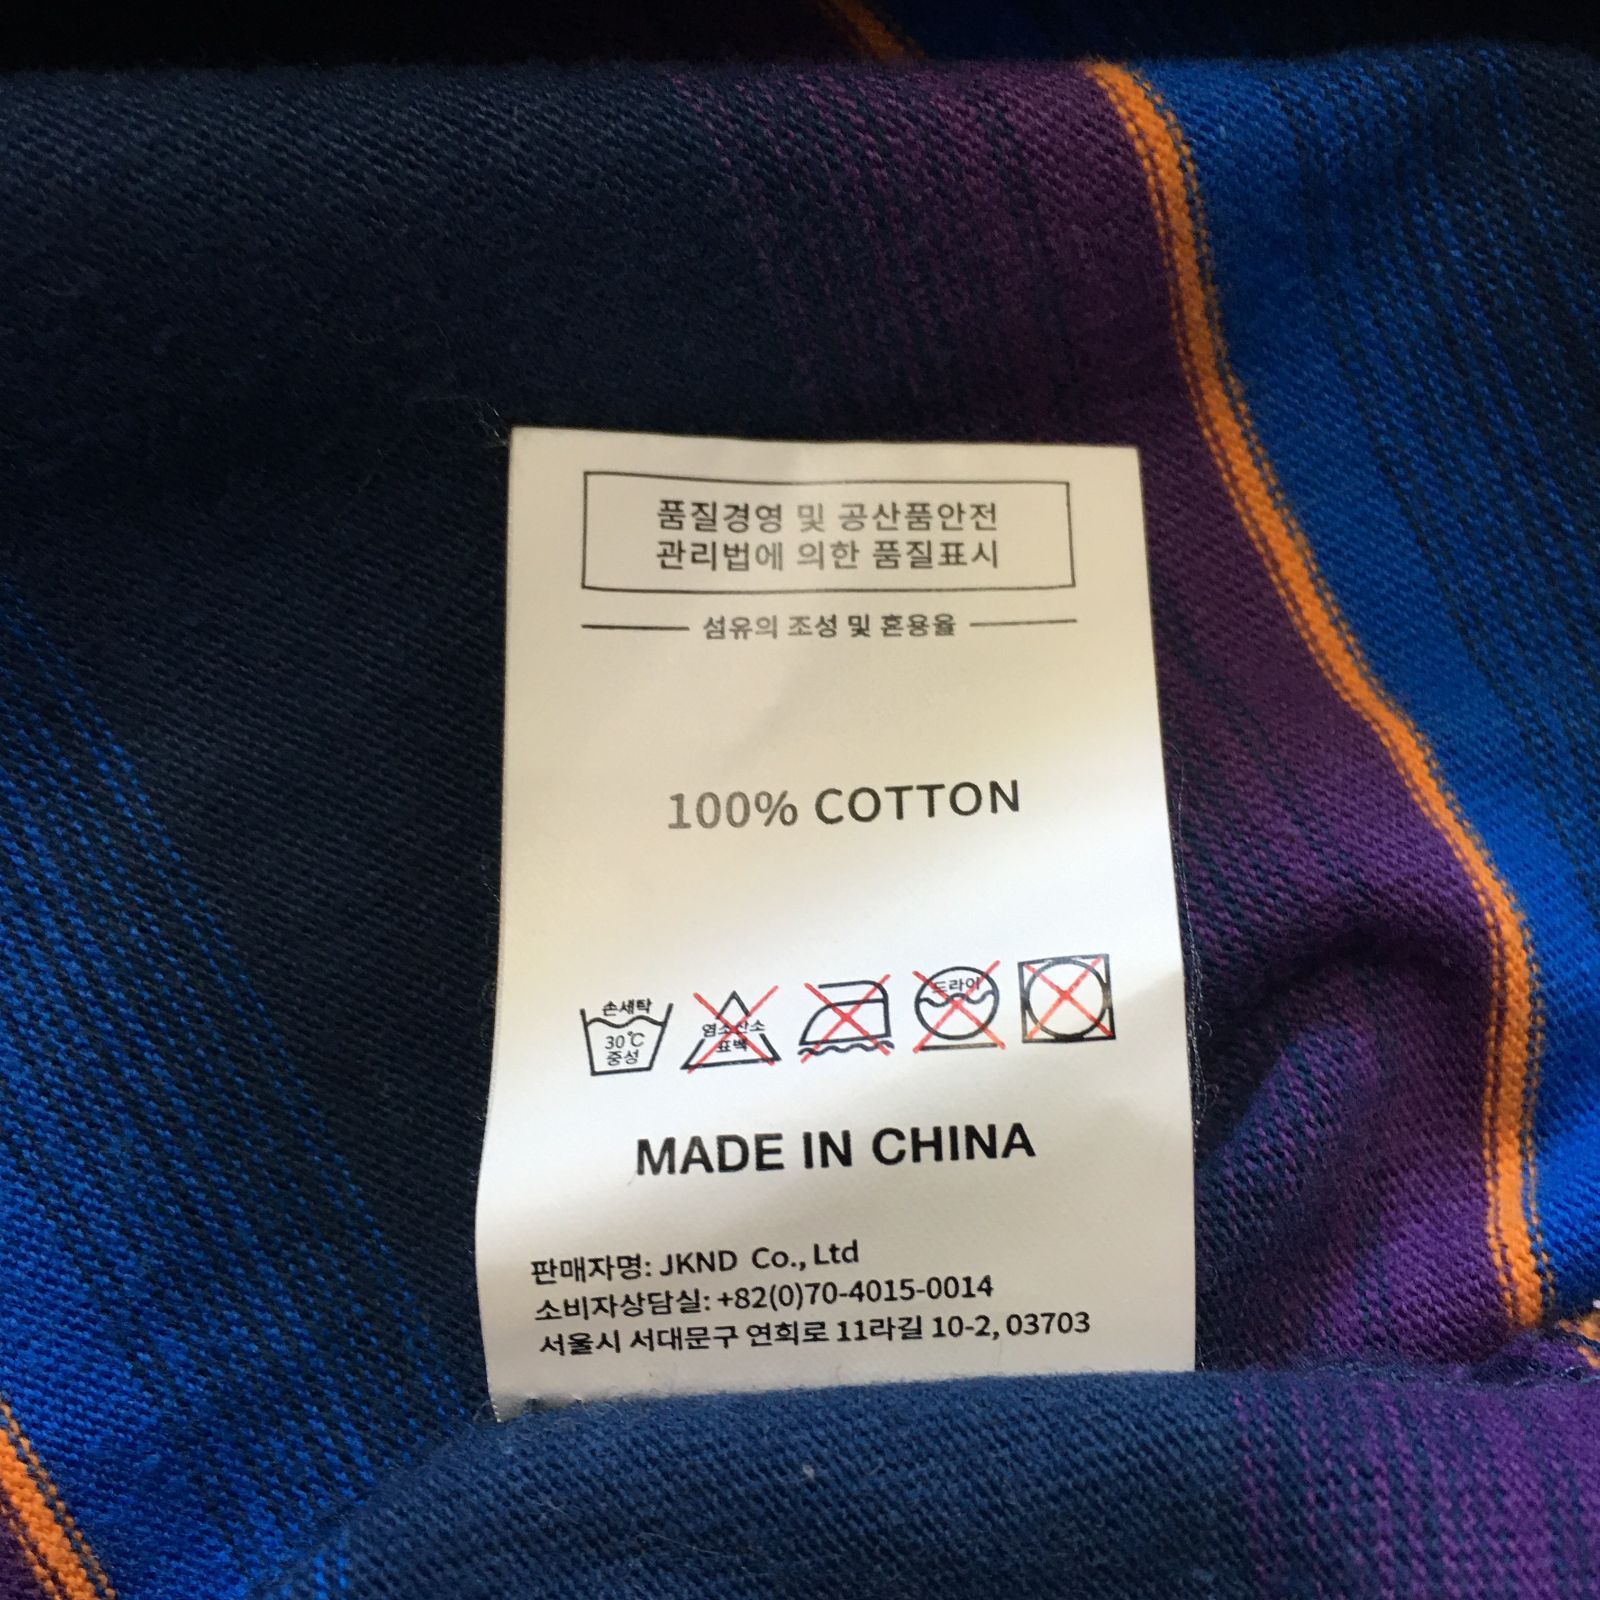 품질경영 및 공산품안전
관리법에 의한 품질표시
섬유의 조성 및 혼용율
100% COTTON
손세탁
30℃
중성
염소산소
표백
드라이
MADE IN CHINA
판매자명: JKND Co., Ltd
소비자상담실: +82(0)70-4015-0014
서울시 서대문구 연희로 11라길 10-2, 03703